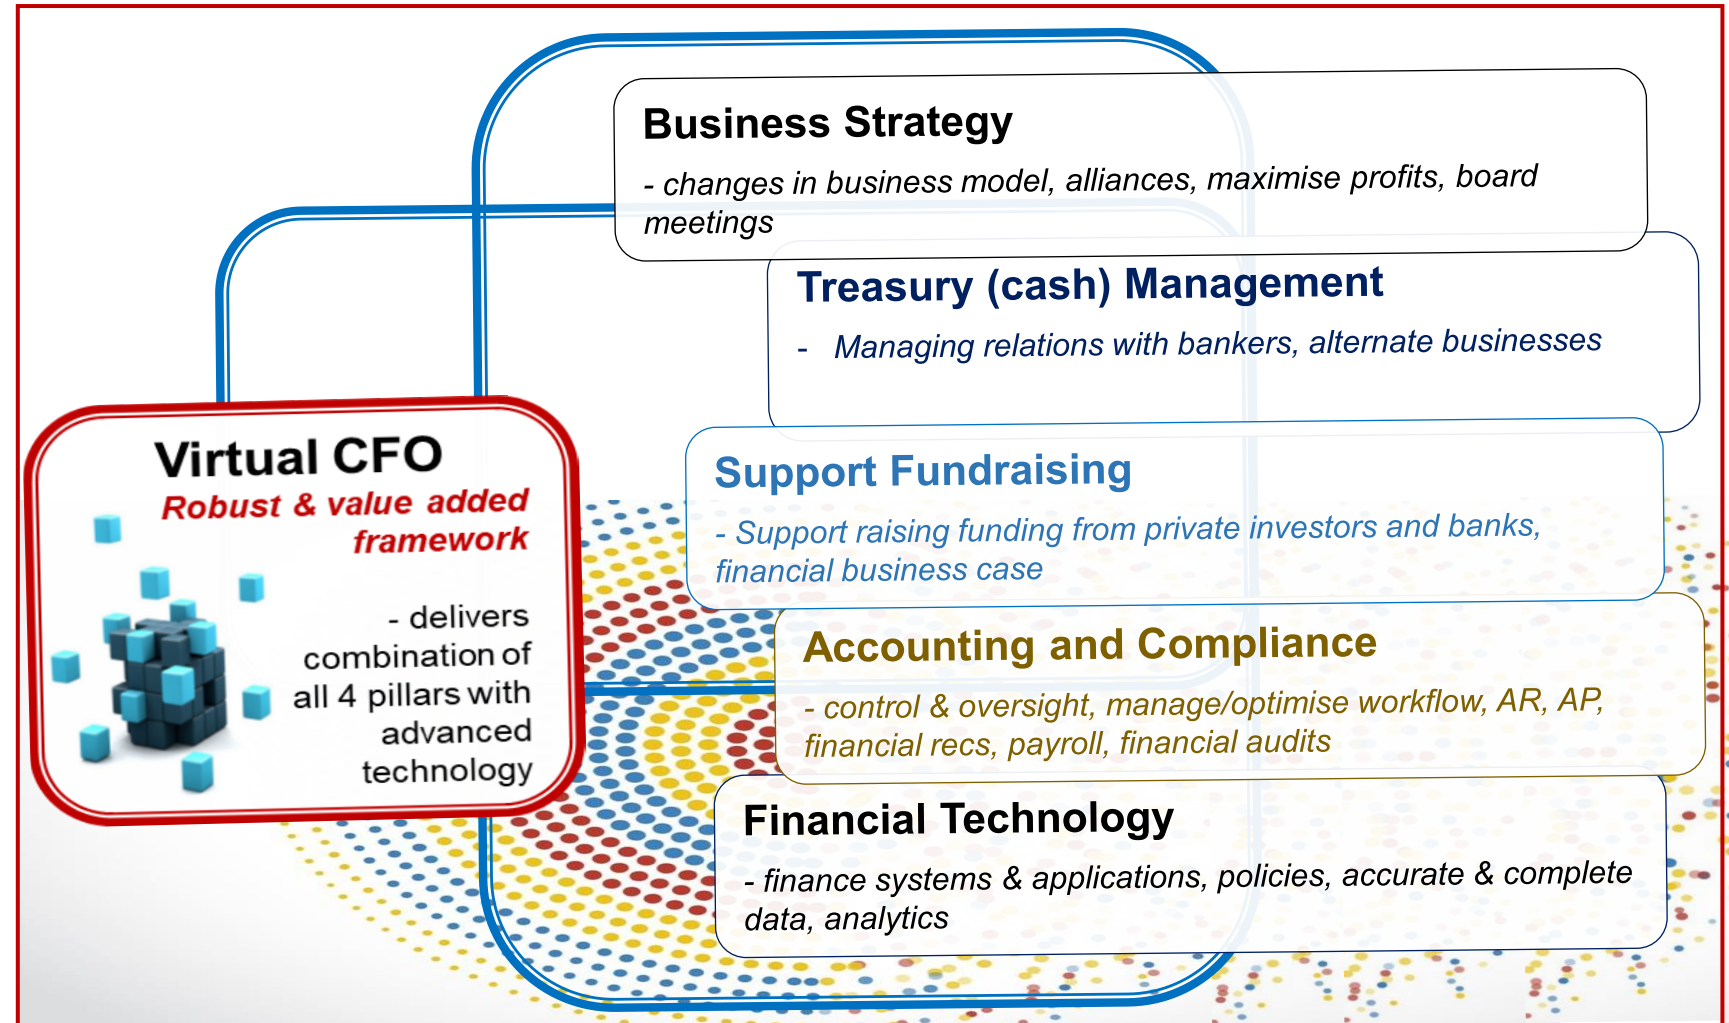 Business Strategy
- changes in business model, alliances, maximise profits, board
meetings
Treasury (cash) Management
- Managing relations with bankers, alternate businesses
Virtual CFO
Robust & value added
framework
- delivers
combination of
all 4 pillars with
advanced
technology
Support Fundraising
- Support raising funding from private investors and banks,
financial business case
Accounting and Compliance
- control & oversight, manage/optimise workflow, AR, AP,
financial recs, payroll, financial audits
Financial Technology
- finance systems & applications, policies, accurate & complete
data, analytics